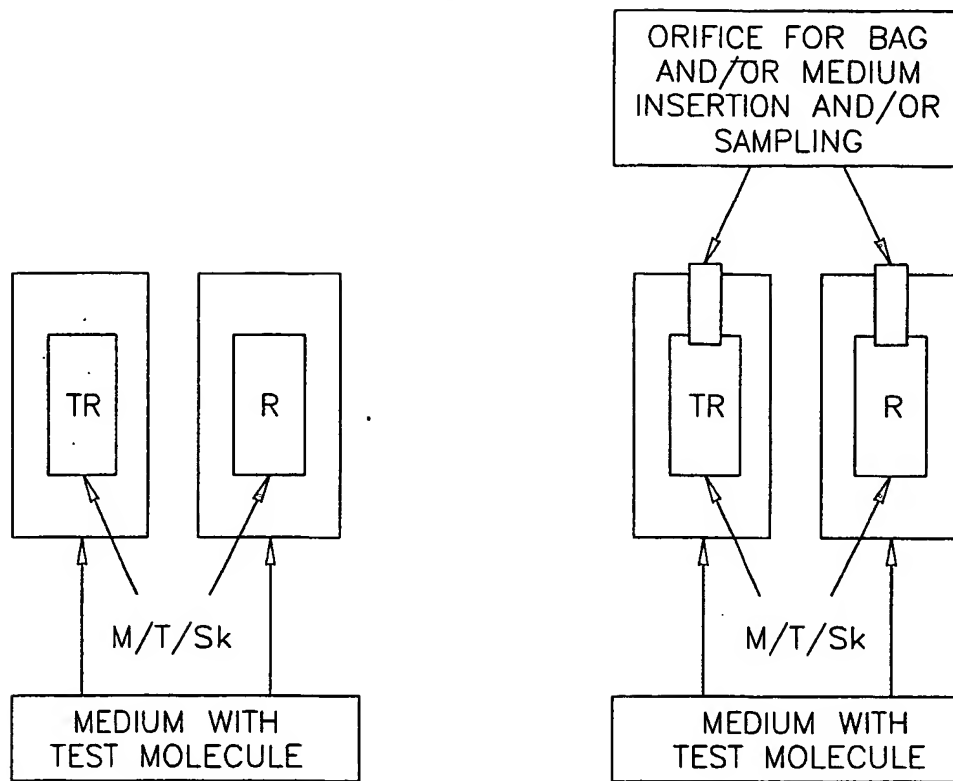 ORIFICE FOR BAG
AND/OR MEDIUM
INSERTION AND/OR
SAMPLING
TR
R
TR
R
M/T/Sk
M/T/Sk
MEDIUM WITH
TEST MOLECULE
MEDIUM WITH
TEST MOLECULE